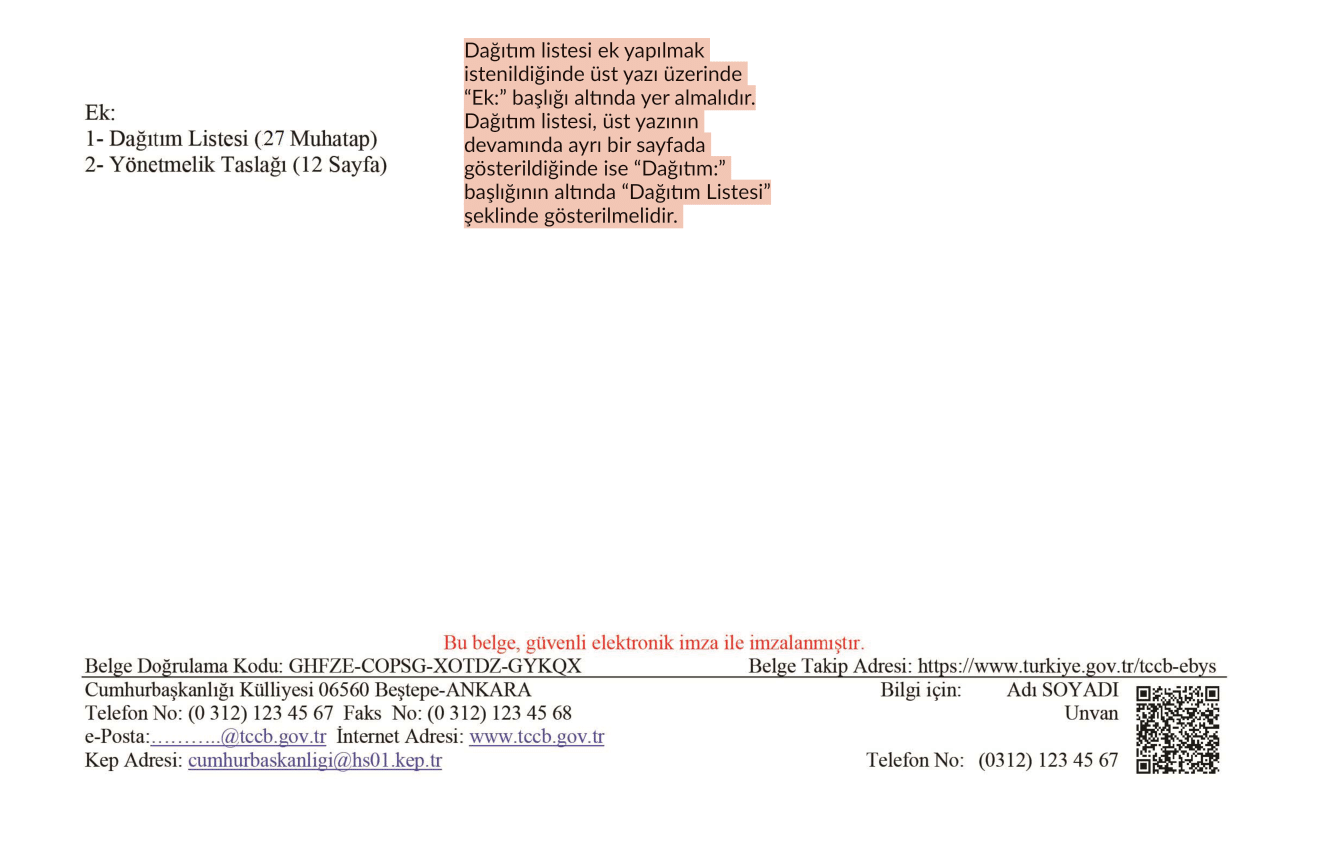 Dağıtım listesi ek yapılmak
istenildiğinde üst yazı üzerinde
“Ek:” başlığı altında yer almalıdır.
Dağıtım listesi, üst yazının
devamında ayrı bir sayfada
gösterildiğinde ise “Dağıtım:”
başlığının altında “Dağıtım Listesi”
şeklinde gösterilmelidir.
Ek:
1- Dağıtım Listesi (27 Muhatap)
2- Yönetmelik Taslağı (12 Sayfa)
Bu belge, güvenli elektronik imza ile imzalanmıştır.
Belge Doğrulama Kodu: GHFZE-COPSG-XOTDZ-GYKQX Belge Takip Adresi: https://www.turkiye.gov.tr/tccb-ebys
Cumhurbaşkanlığı Külliyesi 06560 Beştepe-ANKARA Bilgi için: Adı SOYADI
Telefon No: (0 312) 123 45 67 Faks No: (0 312) 123 45 68 Unvan
e-Posta:………..@tccb.gov.tr İnternet Adresi: www.tccb.gov.tr
Kep Adresi: cumhurbaskanligi@hs01.kep.tr Telefon No: (0312) 123 45 67